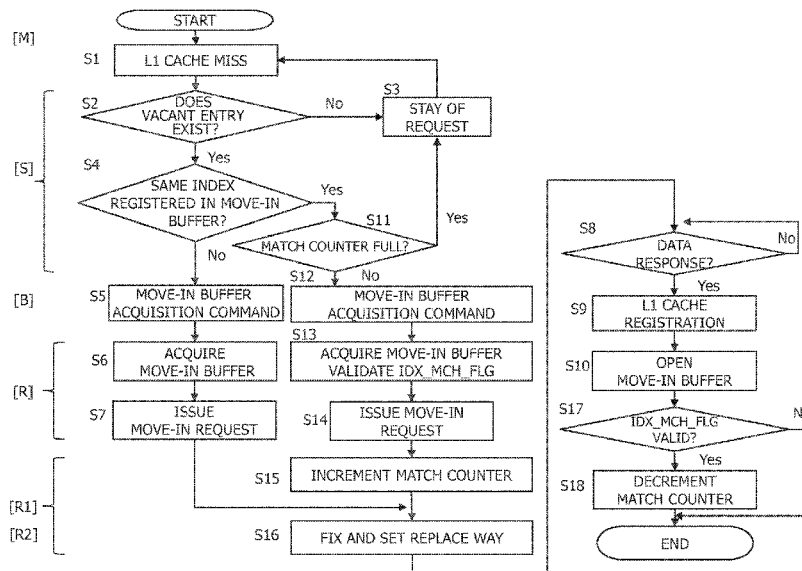 START
[M]
S1
L1 CACHE MISS
S2
DOES
VACANT ENTRY
EXIST?
No
S3
STAY OF
REQUEST
[S]
Yes
S4
SAME INDEX
REGISTERED IN MOVE-IN
BUFFER?
Yes
S11
MATCH COUNTER FULL?
Yes
No
S12
No
[B]
S5
MOVE-IN BUFFER
ACQUISITION COMMAND
MOVE-IN BUFFER
ACQUISITION COMMAND
S13
[R]
S6
ACQUIRE
MOVE-IN BUFFER
ACQUIRE MOVE-IN BUFFER
VALIDATE IDX_MCH_FLG
S7
ISSUE
MOVE-IN REQUEST
S14
ISSUE MOVE-IN
REQUEST
S15
INCREMENT MATCH COUNTER
[R1]
[R2]
S16
FIX AND SET REPLACE WAY
S8
DATA
RESPONSE?
No
Yes
S9
L1 CACHE
REGISTRATION
S10
OPEN
MOVE-IN BUFFER
S17
IDX_MCH_FLG
VALID?
Yes
S18
DECREMENT
MATCH COUNTER
END